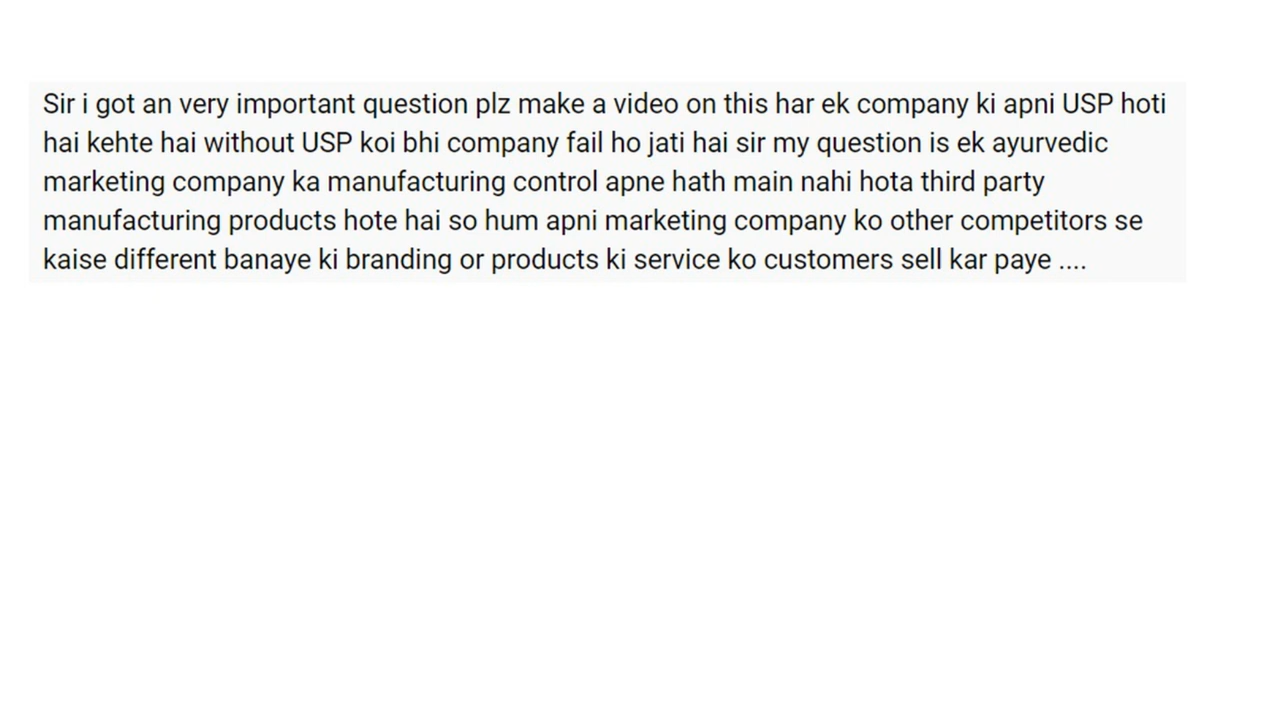 Sir i got an very important question plz make a video on this har ek company ki apni USP hoti
hai kehte hai without USP koi bhi company fail ho jati hai sir my question is ek ayurvedic
marketing company ka manufacturing control apne hath main nahi hota third party
manufacturing products hote hai so hum apni marketing company ko other competitors se
kaise different banaye ki branding or products ki service ko customers sell kar paye ....